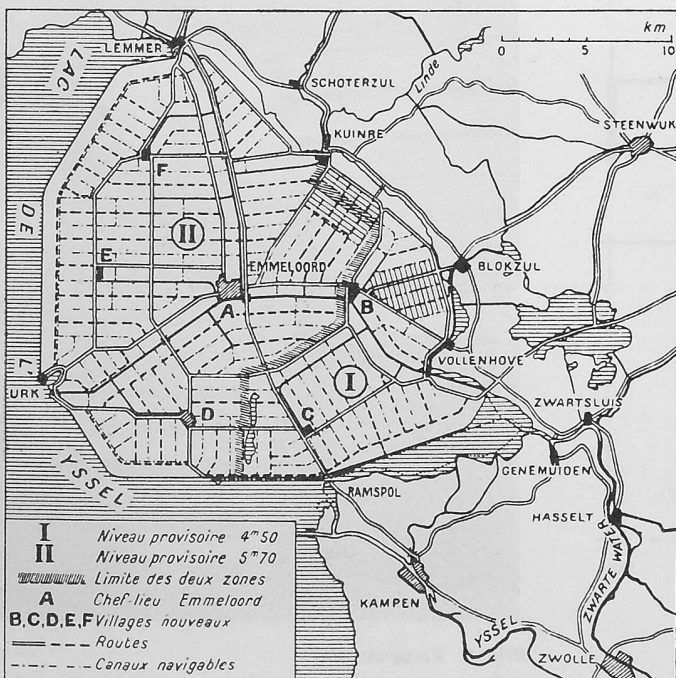 km
0 5 10
LEMMER
LAC
SCHOTERZUL
Linde
KUINRE
STEENWIJK
F
II
E
EMMELOORD
BLOKZUL
DE
A
B
VOLLENHOVE
L'
I
URK
ZWARTSLUIS
D
C
GENEMUIDEN
YSSEL
RAMSPOL
HASSELT
ZWARTE WATER
KAMPEN
YSSEL
ZWOLLE
I Niveau provisoire 4m50
II Niveau provisoire 5m70
Limite des deux zones
A Chef-lieu Emmeloord
B,C,D,E,F Villages nouveaux
Routes
Canaux navigables